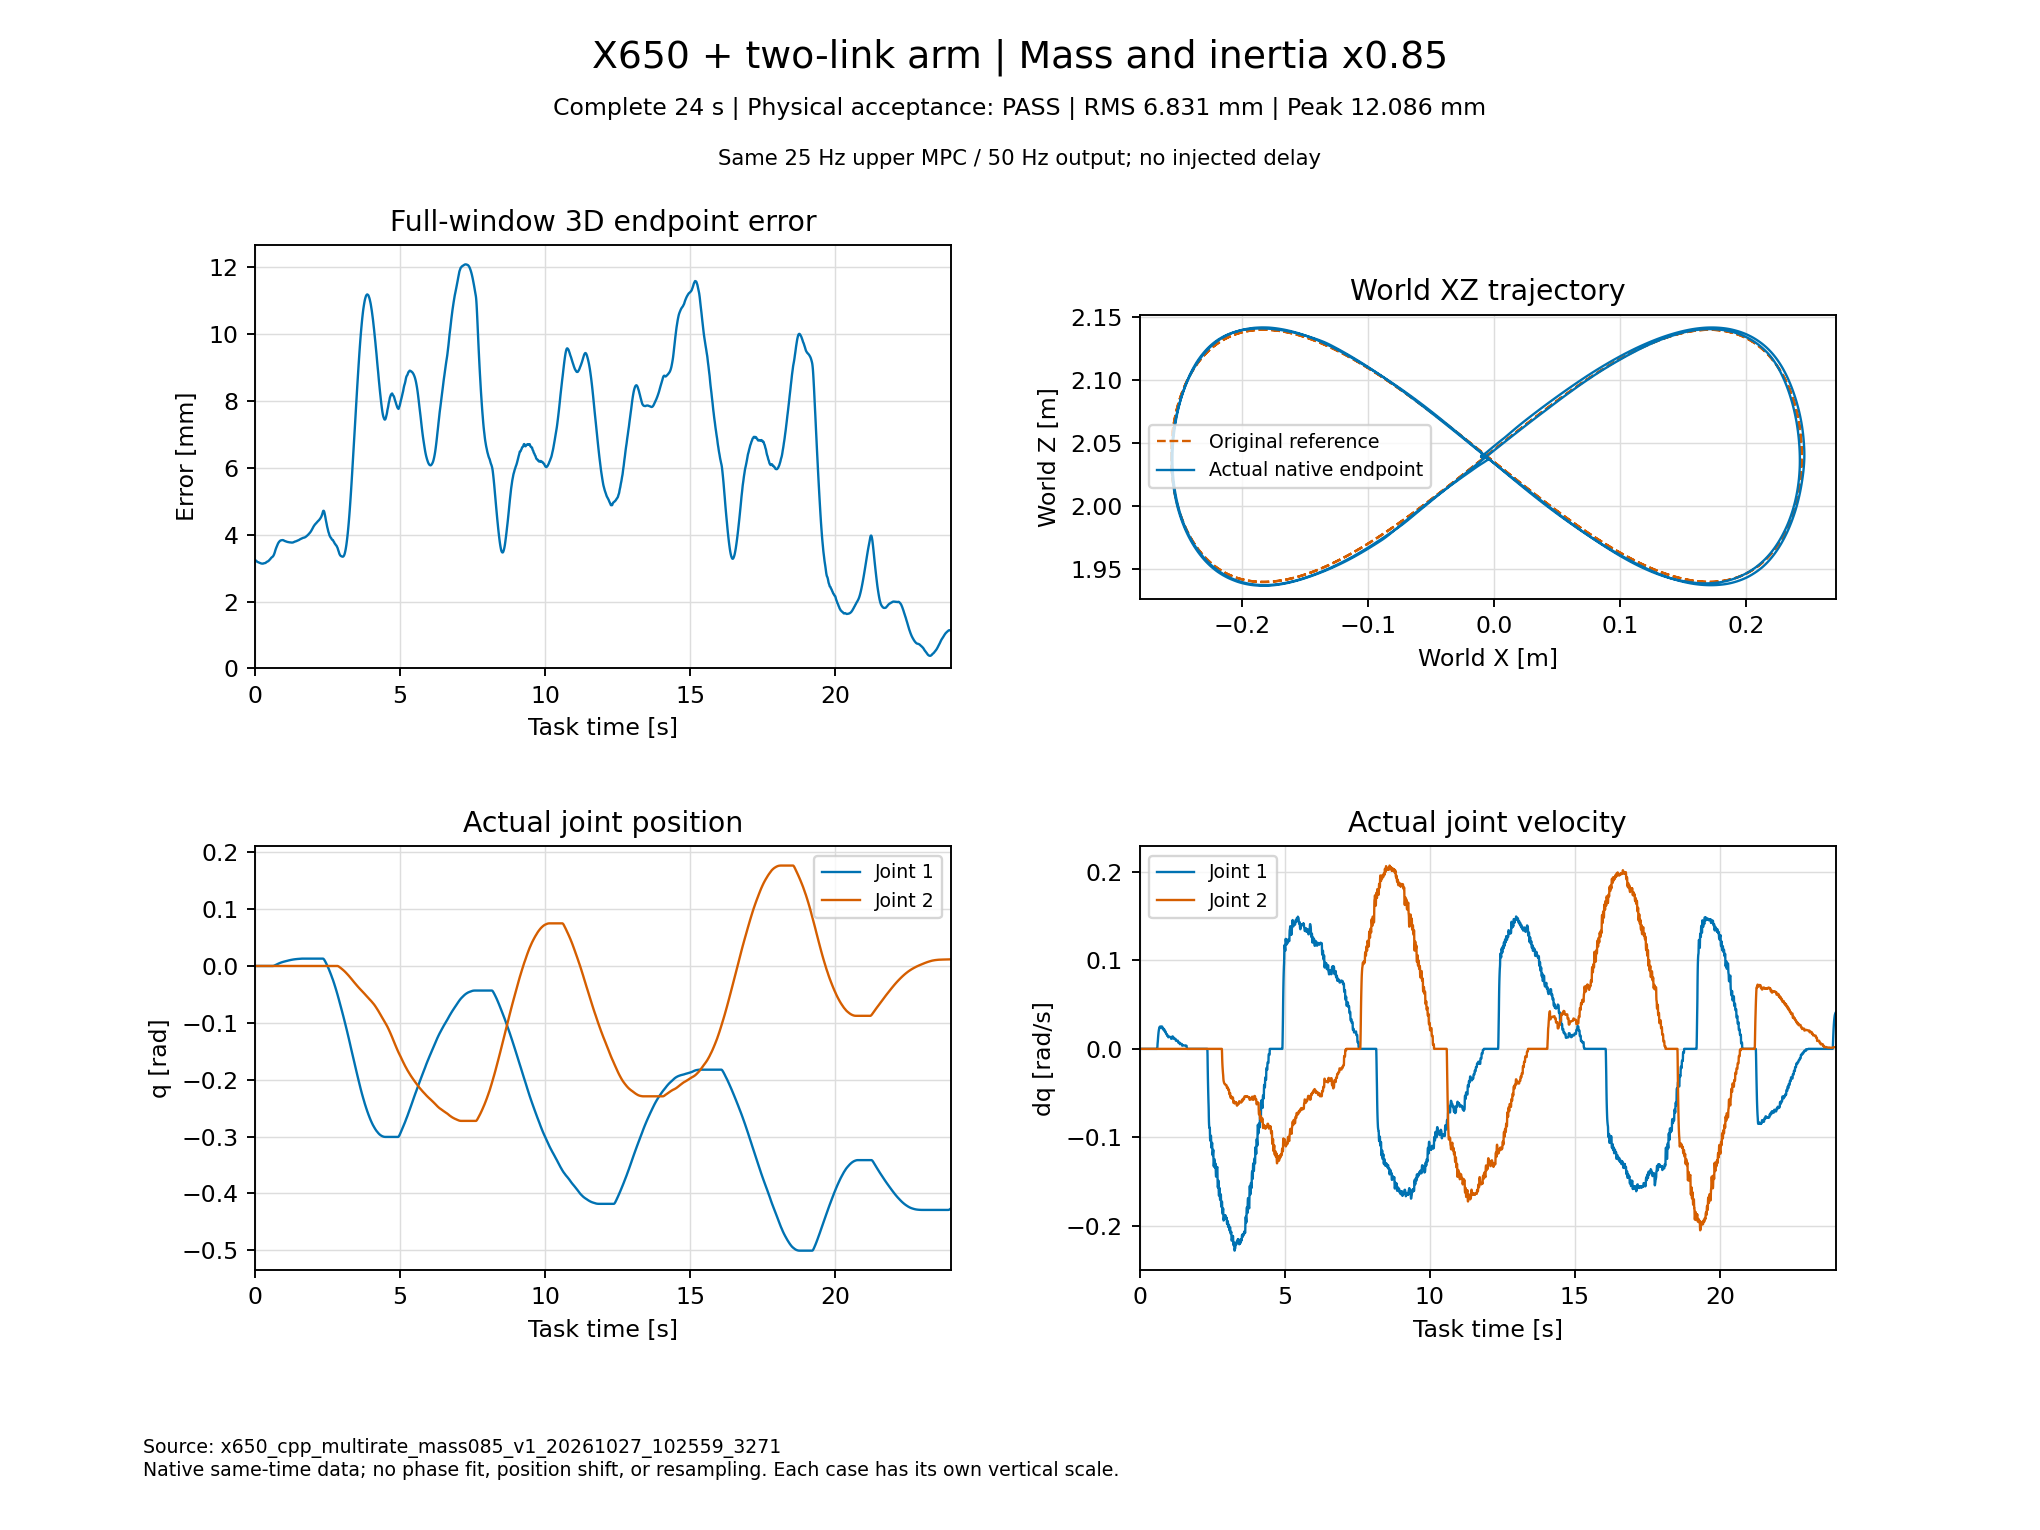 X650 + two-link arm | Mass and inertia x0.85
Complete 24 s | Physical acceptance: PASS | RMS 6.831 mm | Peak 12.086 mm
Same 25 Hz upper MPC / 50 Hz output; no injected delay
Full-window 3D endpoint error
Error [mm]
12
10
8
6
4
2
0
0 5 10 15 20
Task time [s]
World XZ trajectory
World Z [m]
2.15
2.10
2.05
2.00
1.95
Original reference
Actual native endpoint
−0.2 −0.1 0.0 0.1 0.2
World X [m]
Actual joint position
q [rad]
0.2
0.1
0.0
−0.1
−0.2
−0.3
−0.4
−0.5
Joint 1
Joint 2
0 5 10 15 20
Task time [s]
Actual joint velocity
dq [rad/s]
0.2
0.1
0.0
−0.1
−0.2
Joint 1
Joint 2
0 5 10 15 20
Task time [s]
Source: x650_cpp_multirate_mass085_v1_20261027_102559_3271
Native same-time data; no phase fit, position shift, or resampling. Each case has its own vertical scale.